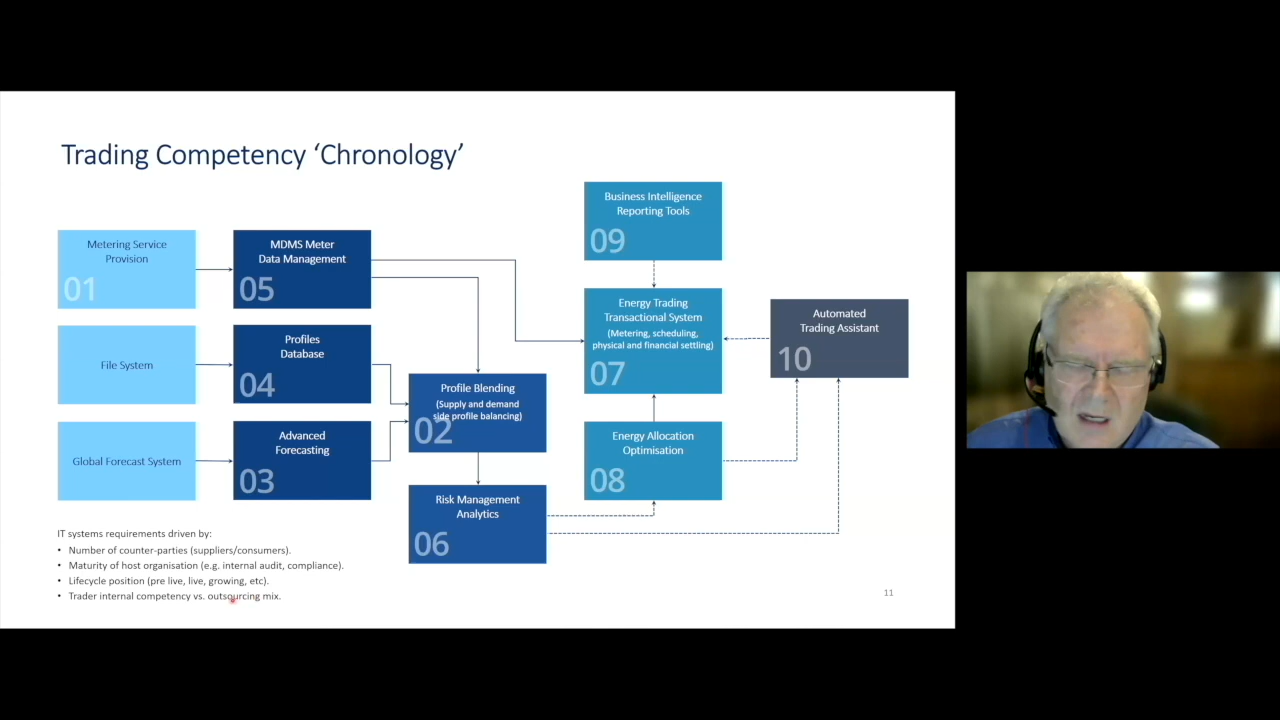 Trading Competency ‘Chronology’
Metering Service
Provision
01
MDMS Meter
Data Management
05
File System
Profiles
Database
04
Global Forecast System
Advanced
Forecasting
03
Profile Blending
(Supply and demand
side profile balancing)
02
Risk Management
Analytics
06
Business Intelligence
Reporting Tools
09
Energy Trading
Transactional System
(Metering, scheduling,
physical and financial settling)
07
Energy Allocation
Optimisation
08
Automated
Trading Assistant
10
IT systems requirements driven by:
• Number of counter-parties (suppliers/consumers).
• Maturity of host organisation (e.g. internal audit, compliance).
• Lifecycle position (pre live, live, growing, etc).
• Trader internal competency vs. outsourcing mix.
11